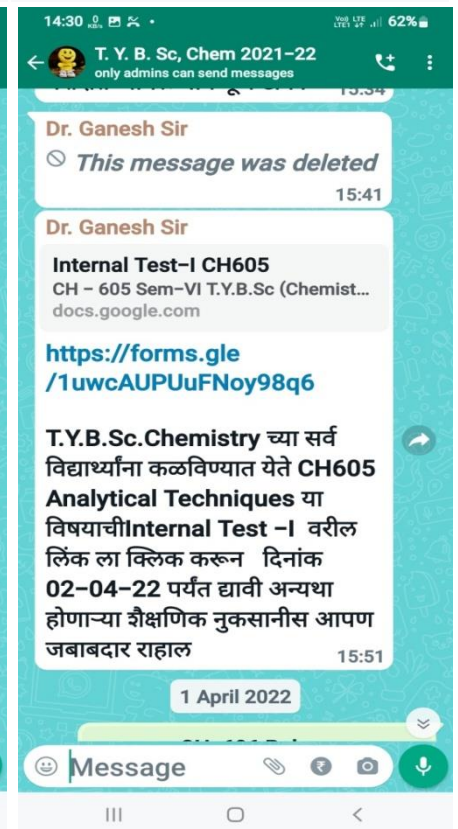 14:30
62%
T. Y. B. Sc, Chem 2021–22
only admins can send messages
15:34
Dr. Ganesh Sir
This message was deleted
15:41
Dr. Ganesh Sir
Internal Test–I CH605
CH – 605 Sem–VI T.Y.B.Sc (Chemist...
docs.google.com
https://forms.gle
/1uwcAUPUuFNoy98q6
T.Y.B.Sc.Chemistry च्या सर्व
विद्यार्थ्यांना कळविण्यात येते CH605
Analytical Techniques या
विषयाचीInternal Test –I वरील
लिंक ला क्लिक करून दिनांक
02–04–22 पर्यंत द्यावी अन्यथा
होणाऱ्या शैक्षणिक नुकसानीस आपण
जबाबदार राहाल
15:51
1 April 2022
Message